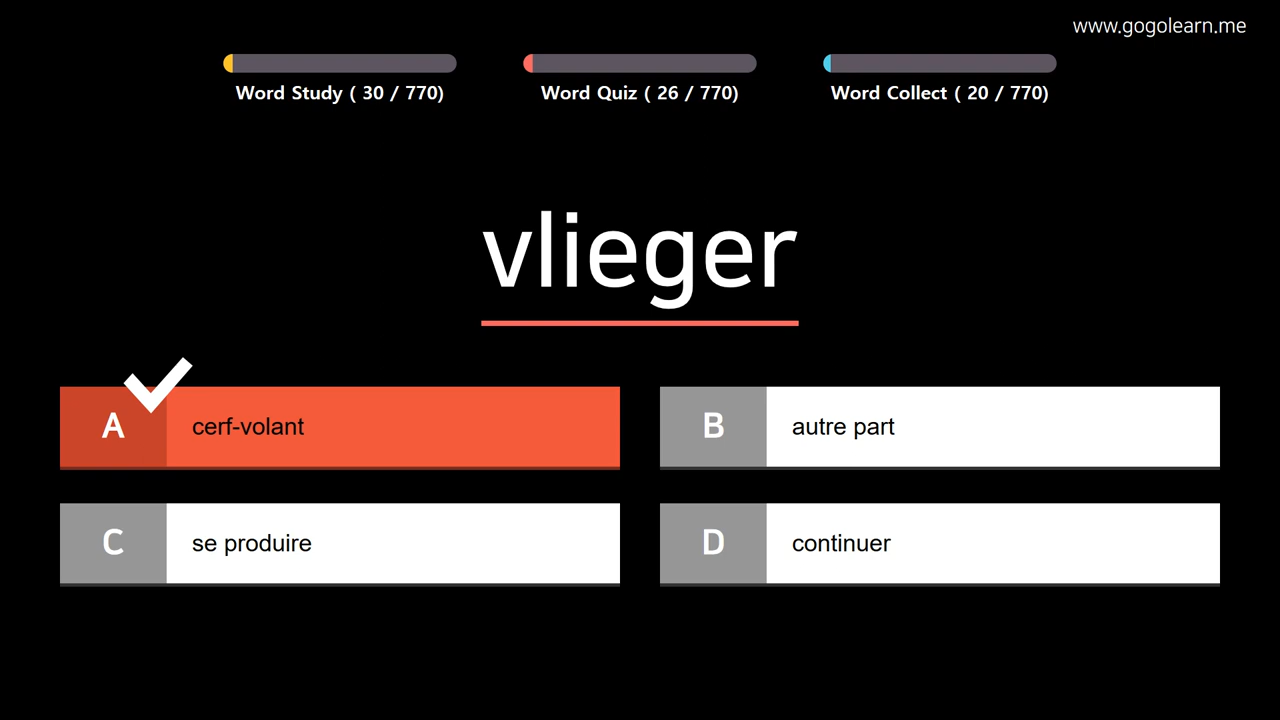 www.gogolearn.me
Word Study ( 30 / 770)
Word Quiz ( 26 / 770)
Word Collect ( 20 / 770)
vlieger
A cerf-volant
B autre part
C se produire
D continuer